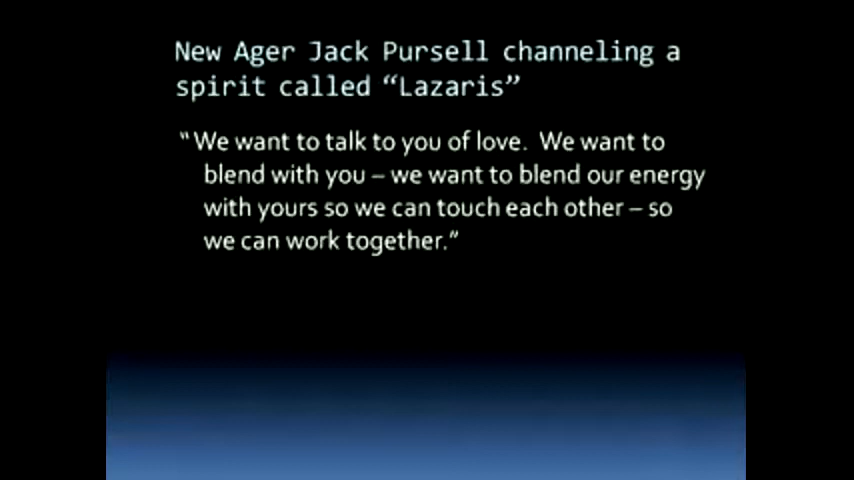 New Ager Jack Pursell channeling a
spirit called “Lazaris”
“We want to talk to you of love.  We want to
blend with you – we want to blend our energy
with yours so we can touch each other – so
we can work together.”